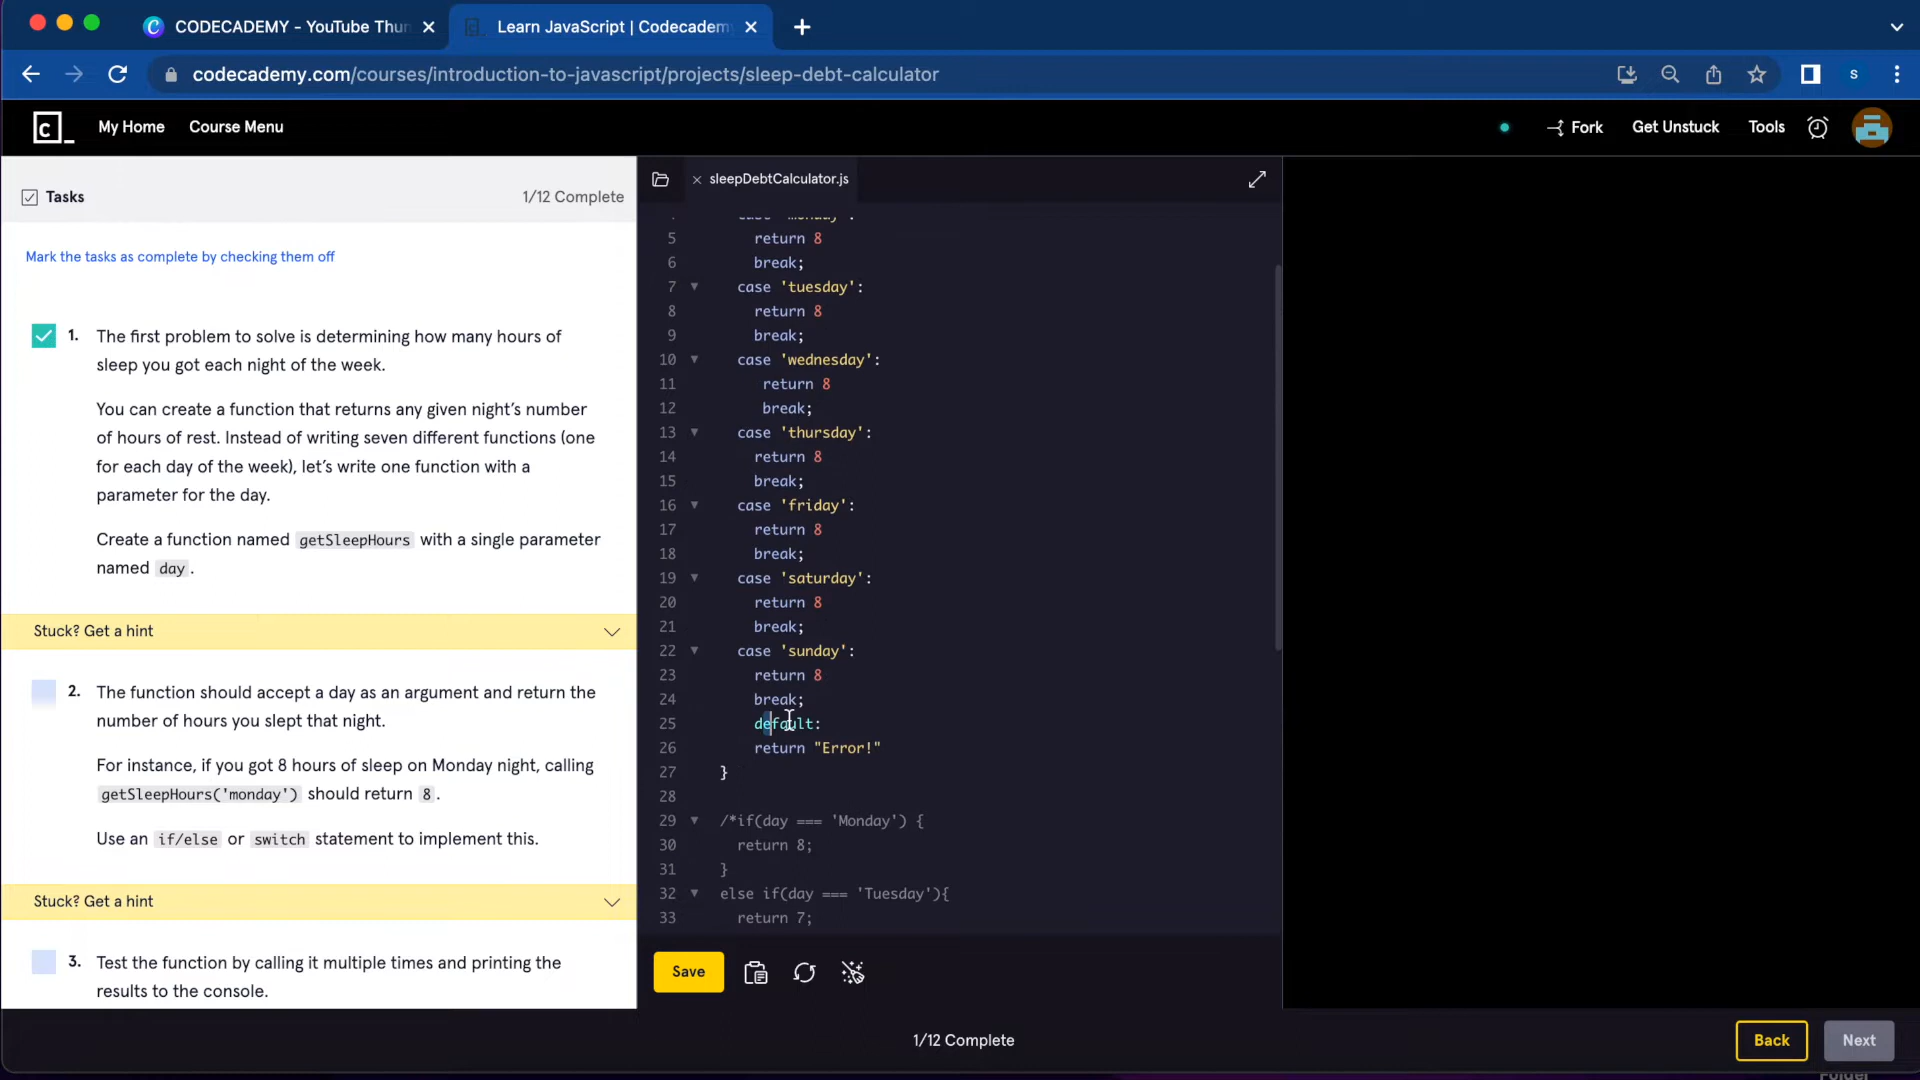 CODECADEMY - YouTube Thu
Learn JavaScript | Codecadem
codecademy.com/courses/introduction-to-javascript/projects/sleep-debt-calculator
s
c_
My Home
Course Menu
Fork
Get Unstuck
Tools
Tasks
1/12 Complete
Mark the tasks as complete by checking them off
1. The first problem to solve is determining how many hours of
sleep you got each night of the week.
You can create a function that returns any given night's number
of hours of rest. Instead of writing seven different functions (one
for each day of the week), let's write one function with a
parameter for the day.
Create a function named getSleepHours with a single parameter
named day.
Stuck? Get a hint
2. The function should accept a day as an argument and return the
number of hours you slept that night.
For instance, if you got 8 hours of sleep on Monday night, calling
getSleepHours('monday') should return 8.
Use an if/else or switch statement to implement this.
Stuck? Get a hint
3. Test the function by calling it multiple times and printing the
results to the console.
sleepDebtCalculator.js
4 case 'monday':
5 return 8
6 break;
7 case 'tuesday':
8 return 8
9 break;
10 case 'wednesday':
11 return 8
12 break;
13 case 'thursday':
14 return 8
15 break;
16 case 'friday':
17 return 8
18 break;
19 case 'saturday':
20 return 8
21 break;
22 case 'sunday':
23 return 8
24 break;
25 default:
26 return "Error!"
27 }
28
29 /*if(day === 'Monday') {
30 return 8;
31 }
32 else if(day === 'Tuesday'){
33 return 7;
Save
1/12 Complete
Back
Next
Folder